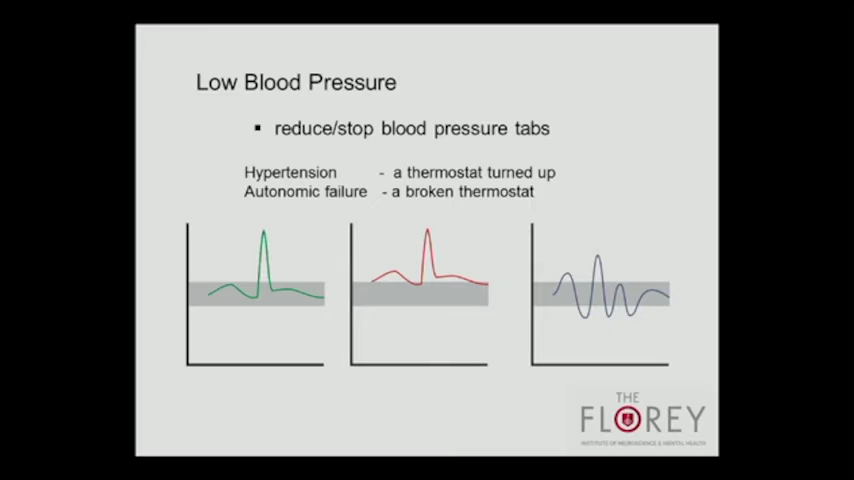 Low Blood Pressure
▪ reduce/stop blood pressure tabs
Hypertension - a thermostat turned up
Autonomic failure - a broken thermostat
THE
FLOREY
INSTITUTE OF NEUROSCIENCE & MENTAL HEALTH